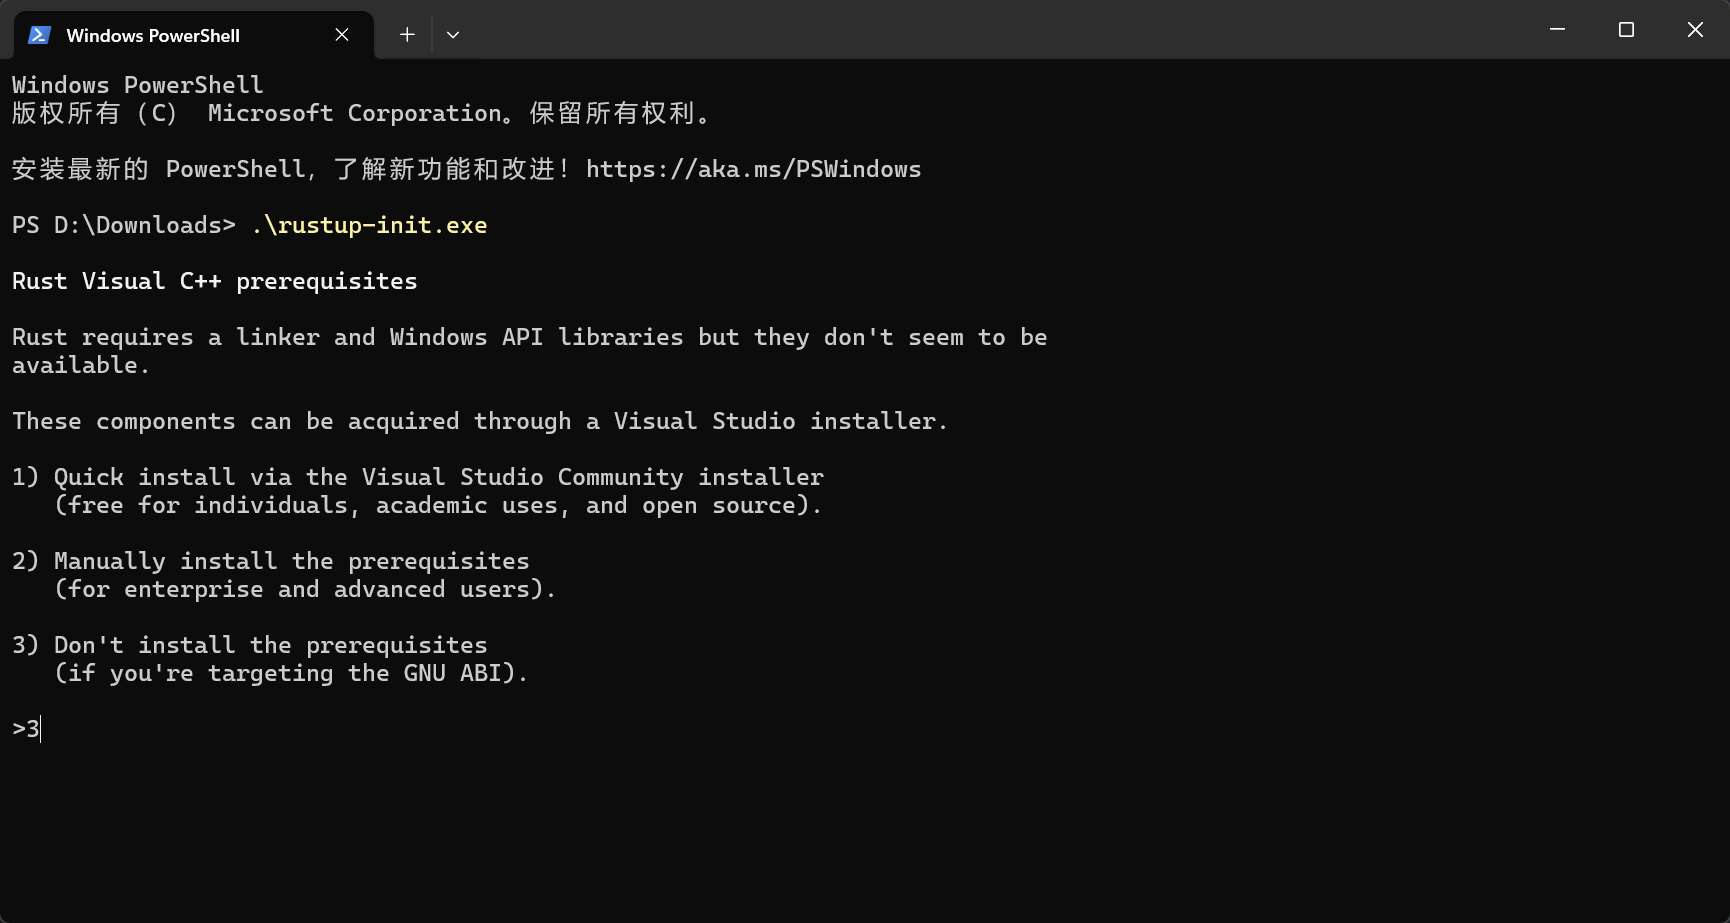 Windows PowerShell
Windows PowerShell
版权所有（C） Microsoft Corporation。保留所有权利。
安装最新的 PowerShell，了解新功能和改进！https://aka.ms/PSWindows
PS D:\Downloads> .\rustup-init.exe
Rust Visual C++ prerequisites
Rust requires a linker and Windows API libraries but they don't seem to be
available.
These components can be acquired through a Visual Studio installer.
1) Quick install via the Visual Studio Community installer
(free for individuals, academic uses, and open source).
2) Manually install the prerequisites
(for enterprise and advanced users).
3) Don't install the prerequisites
(if you're targeting the GNU ABI).
>3